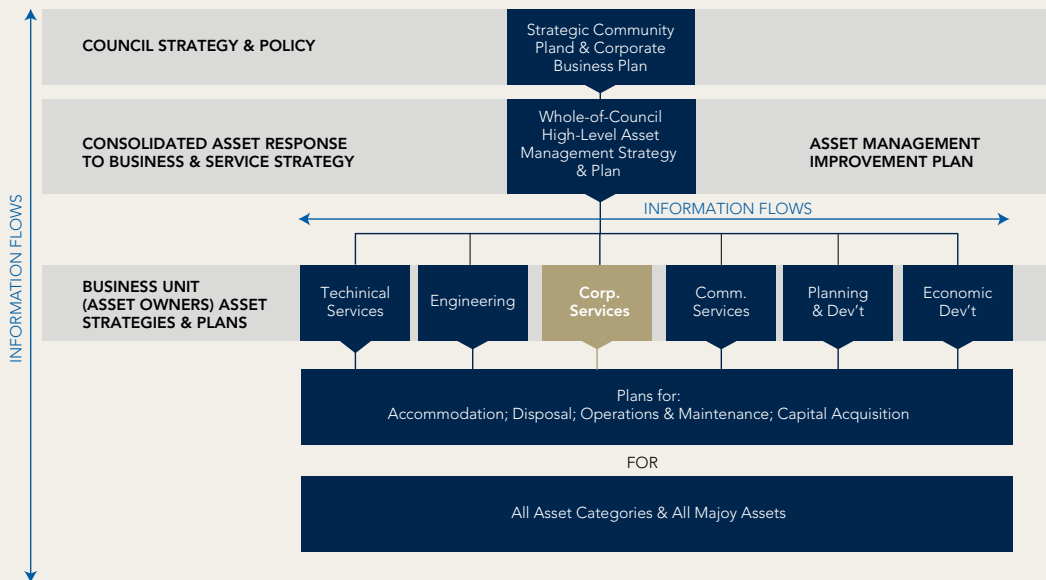 COUNCIL STRATEGY & POLICY
Strategic Community
Pland & Corporate
Business Plan
CONSOLIDATED ASSET RESPONSE
TO BUSINESS & SERVICE STRATEGY
Whole-of-Council
High-Level Asset
Management Strategy
& Plan
ASSET MANAGEMENT
IMPROVEMENT PLAN
INFORMATION FLOWS
INFORMATION FLOWS
BUSINESS UNIT
(ASSET OWNERS) ASSET
STRATEGIES & PLANS
Techinical
Services
Engineering
Corp.
Services
Comm.
Services
Planning
& Dev't
Economic
Dev't
Plans for:
Accommodation; Disposal; Operations & Maintenance; Capital Acquisition
FOR
All Asset Categories & All Majoy Assets